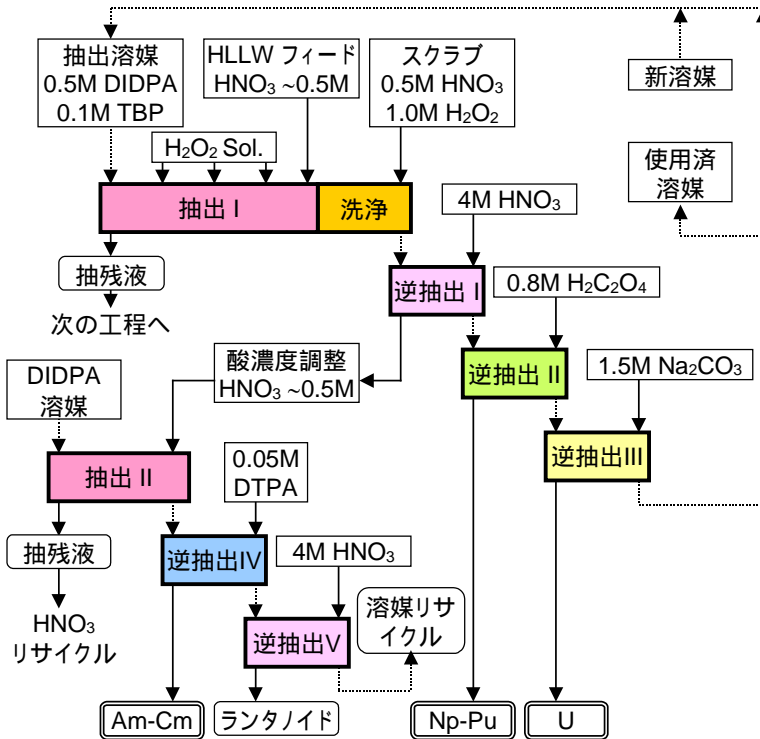 抽出溶媒
0.5M DIDPA
0.1M TBP
HLLW フィード
HNO₃ ~0.5M
スクラブ
0.5M HNO₃
1.0M H₂O₂
新溶媒
使用済
溶媒
H₂O₂ Sol.
抽出 I
洗浄
4M HNO₃
抽残液
次の工程へ
逆抽出 I
0.8M H₂C₂O₄
酸濃度調整
HNO₃ ~0.5M
逆抽出 II
1.5M Na₂CO₃
DIDPA
溶媒
逆抽出III
抽出 II
0.05M
DTPA
抽残液
逆抽出IV
4M HNO₃
HNO₃
リサイクル
逆抽出V
溶媒リサ
イクル
Am-Cm
ランタノイド
Np-Pu
U